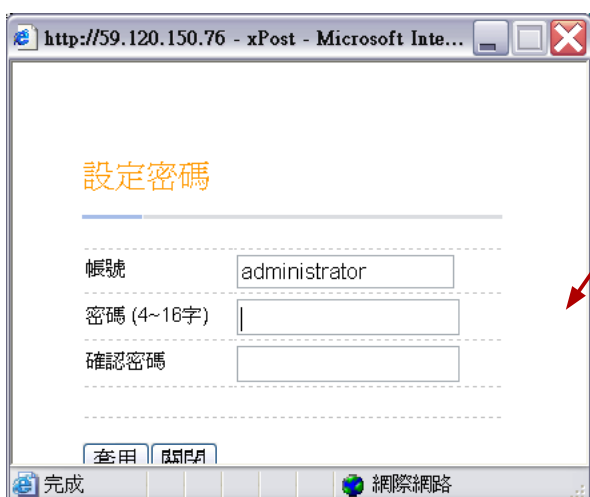 http://59.120.150.76 - xPost - Microsoft Inte...
設定密碼
帳號 administrator
密碼 (4~16字)
確認密碼
套用 關閉
完成 網際網路